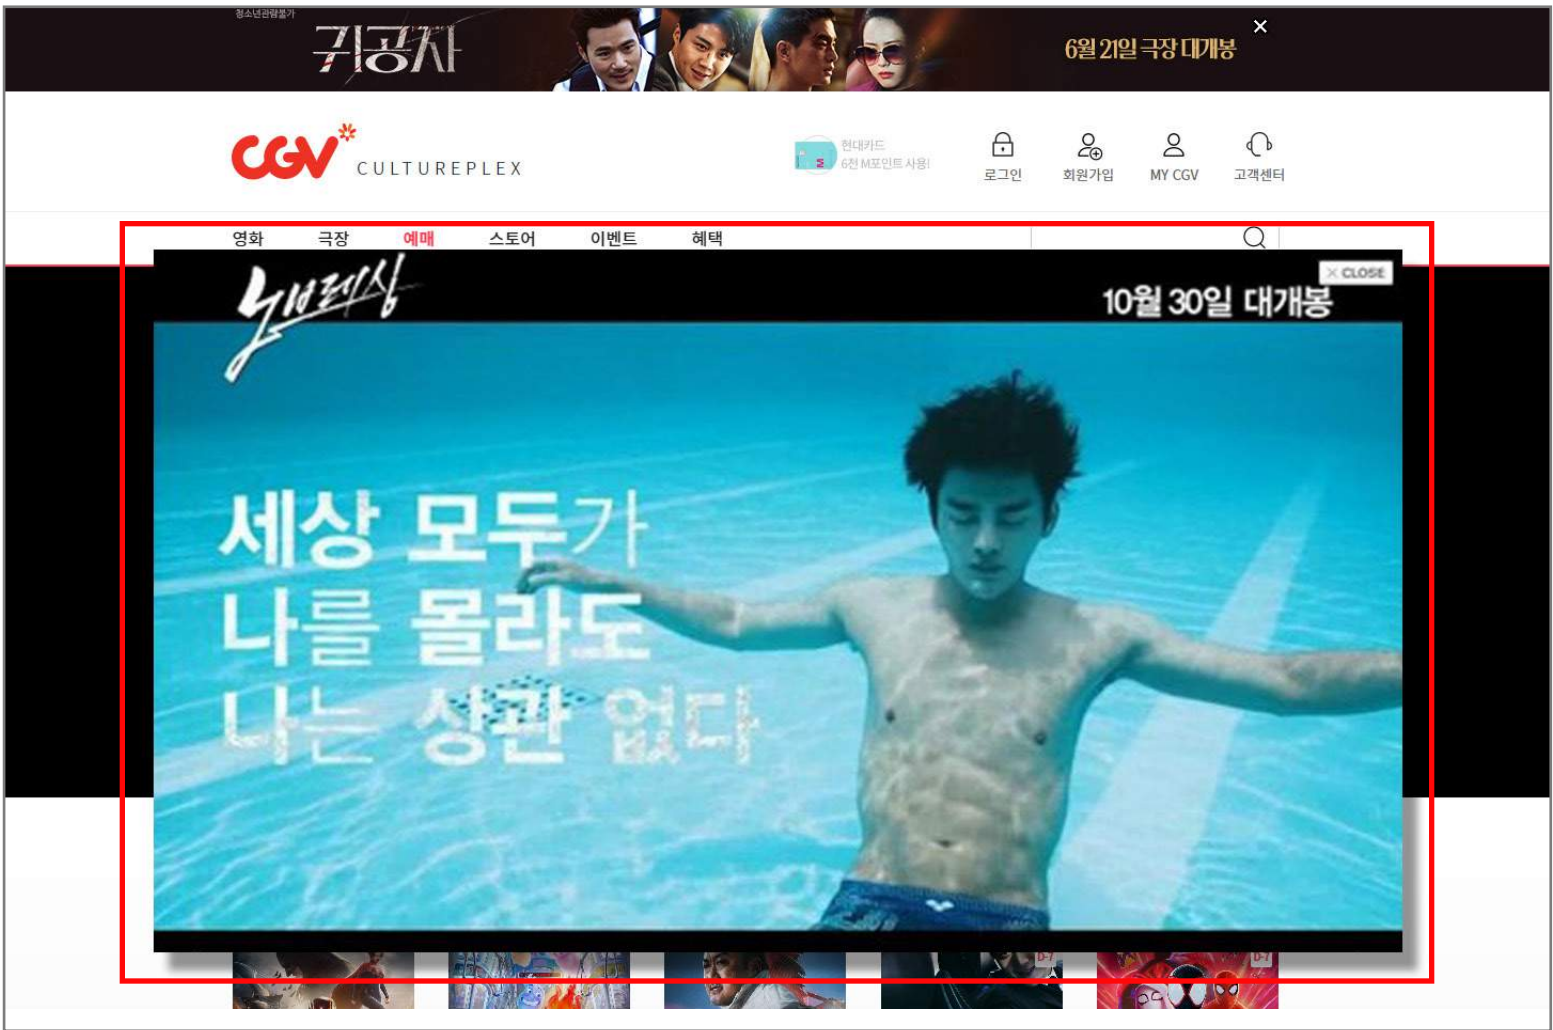 청소년관람불가
귀공자
6월 21일 극장 대개봉
CGV
CULTUREPLEX
현대카드
6천 M포인트 사용!
M
로그인
회원가입
MY CGV
고객센터
영화
극장
예매
스토어
이벤트
혜택
노브레싱
10월 30일 대개봉
× CLOSE
세상 모두가
나를 몰라도
나는 상관 없다
D-7
D-7